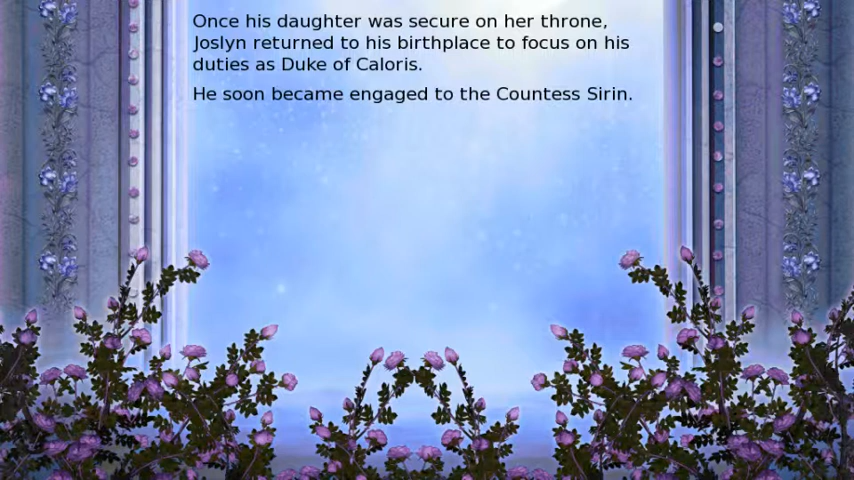 Once his daughter was secure on her throne,
Joslyn returned to his birthplace to focus on his
duties as Duke of Caloris.
He soon became engaged to the Countess Sirin.